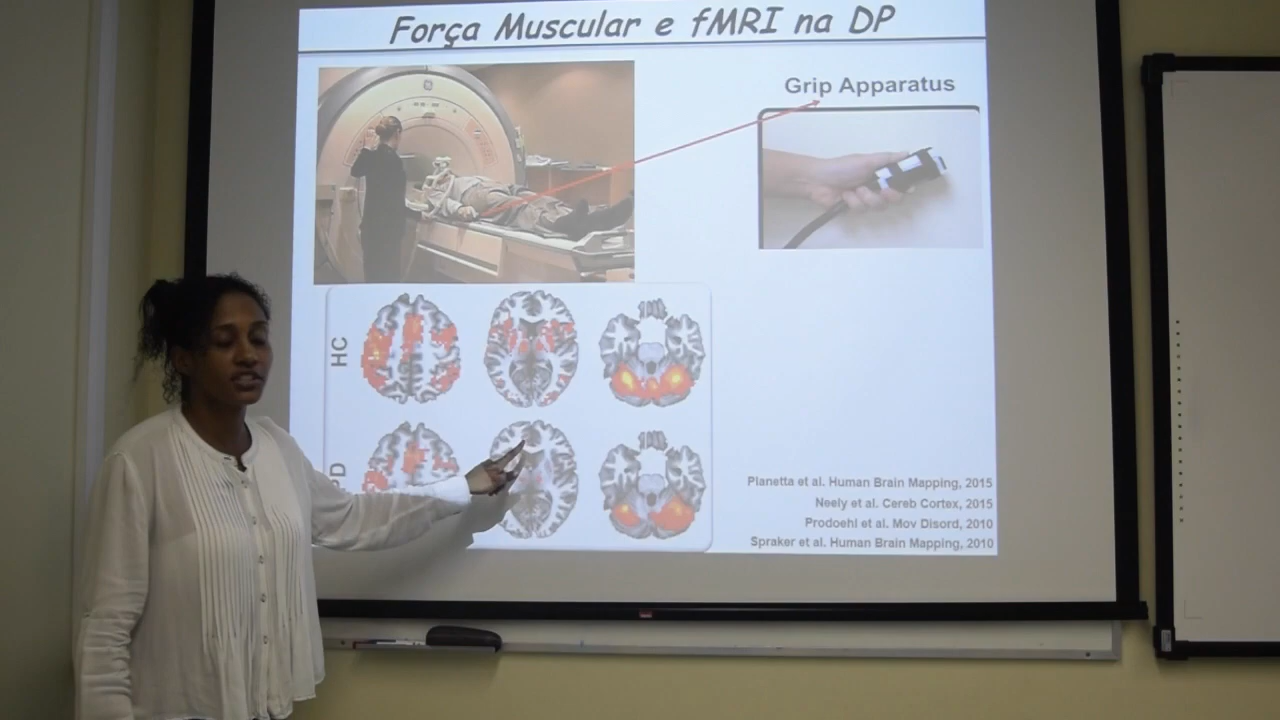 Força Muscular e fMRI na DP
Grip Apparatus
HC
PD
Planetta et al. Human Brain Mapping, 2015
Neely et al. Cereb Cortex, 2015
Prodoehl et al. Mov Disord, 2010
Spraker et al. Human Brain Mapping, 2010